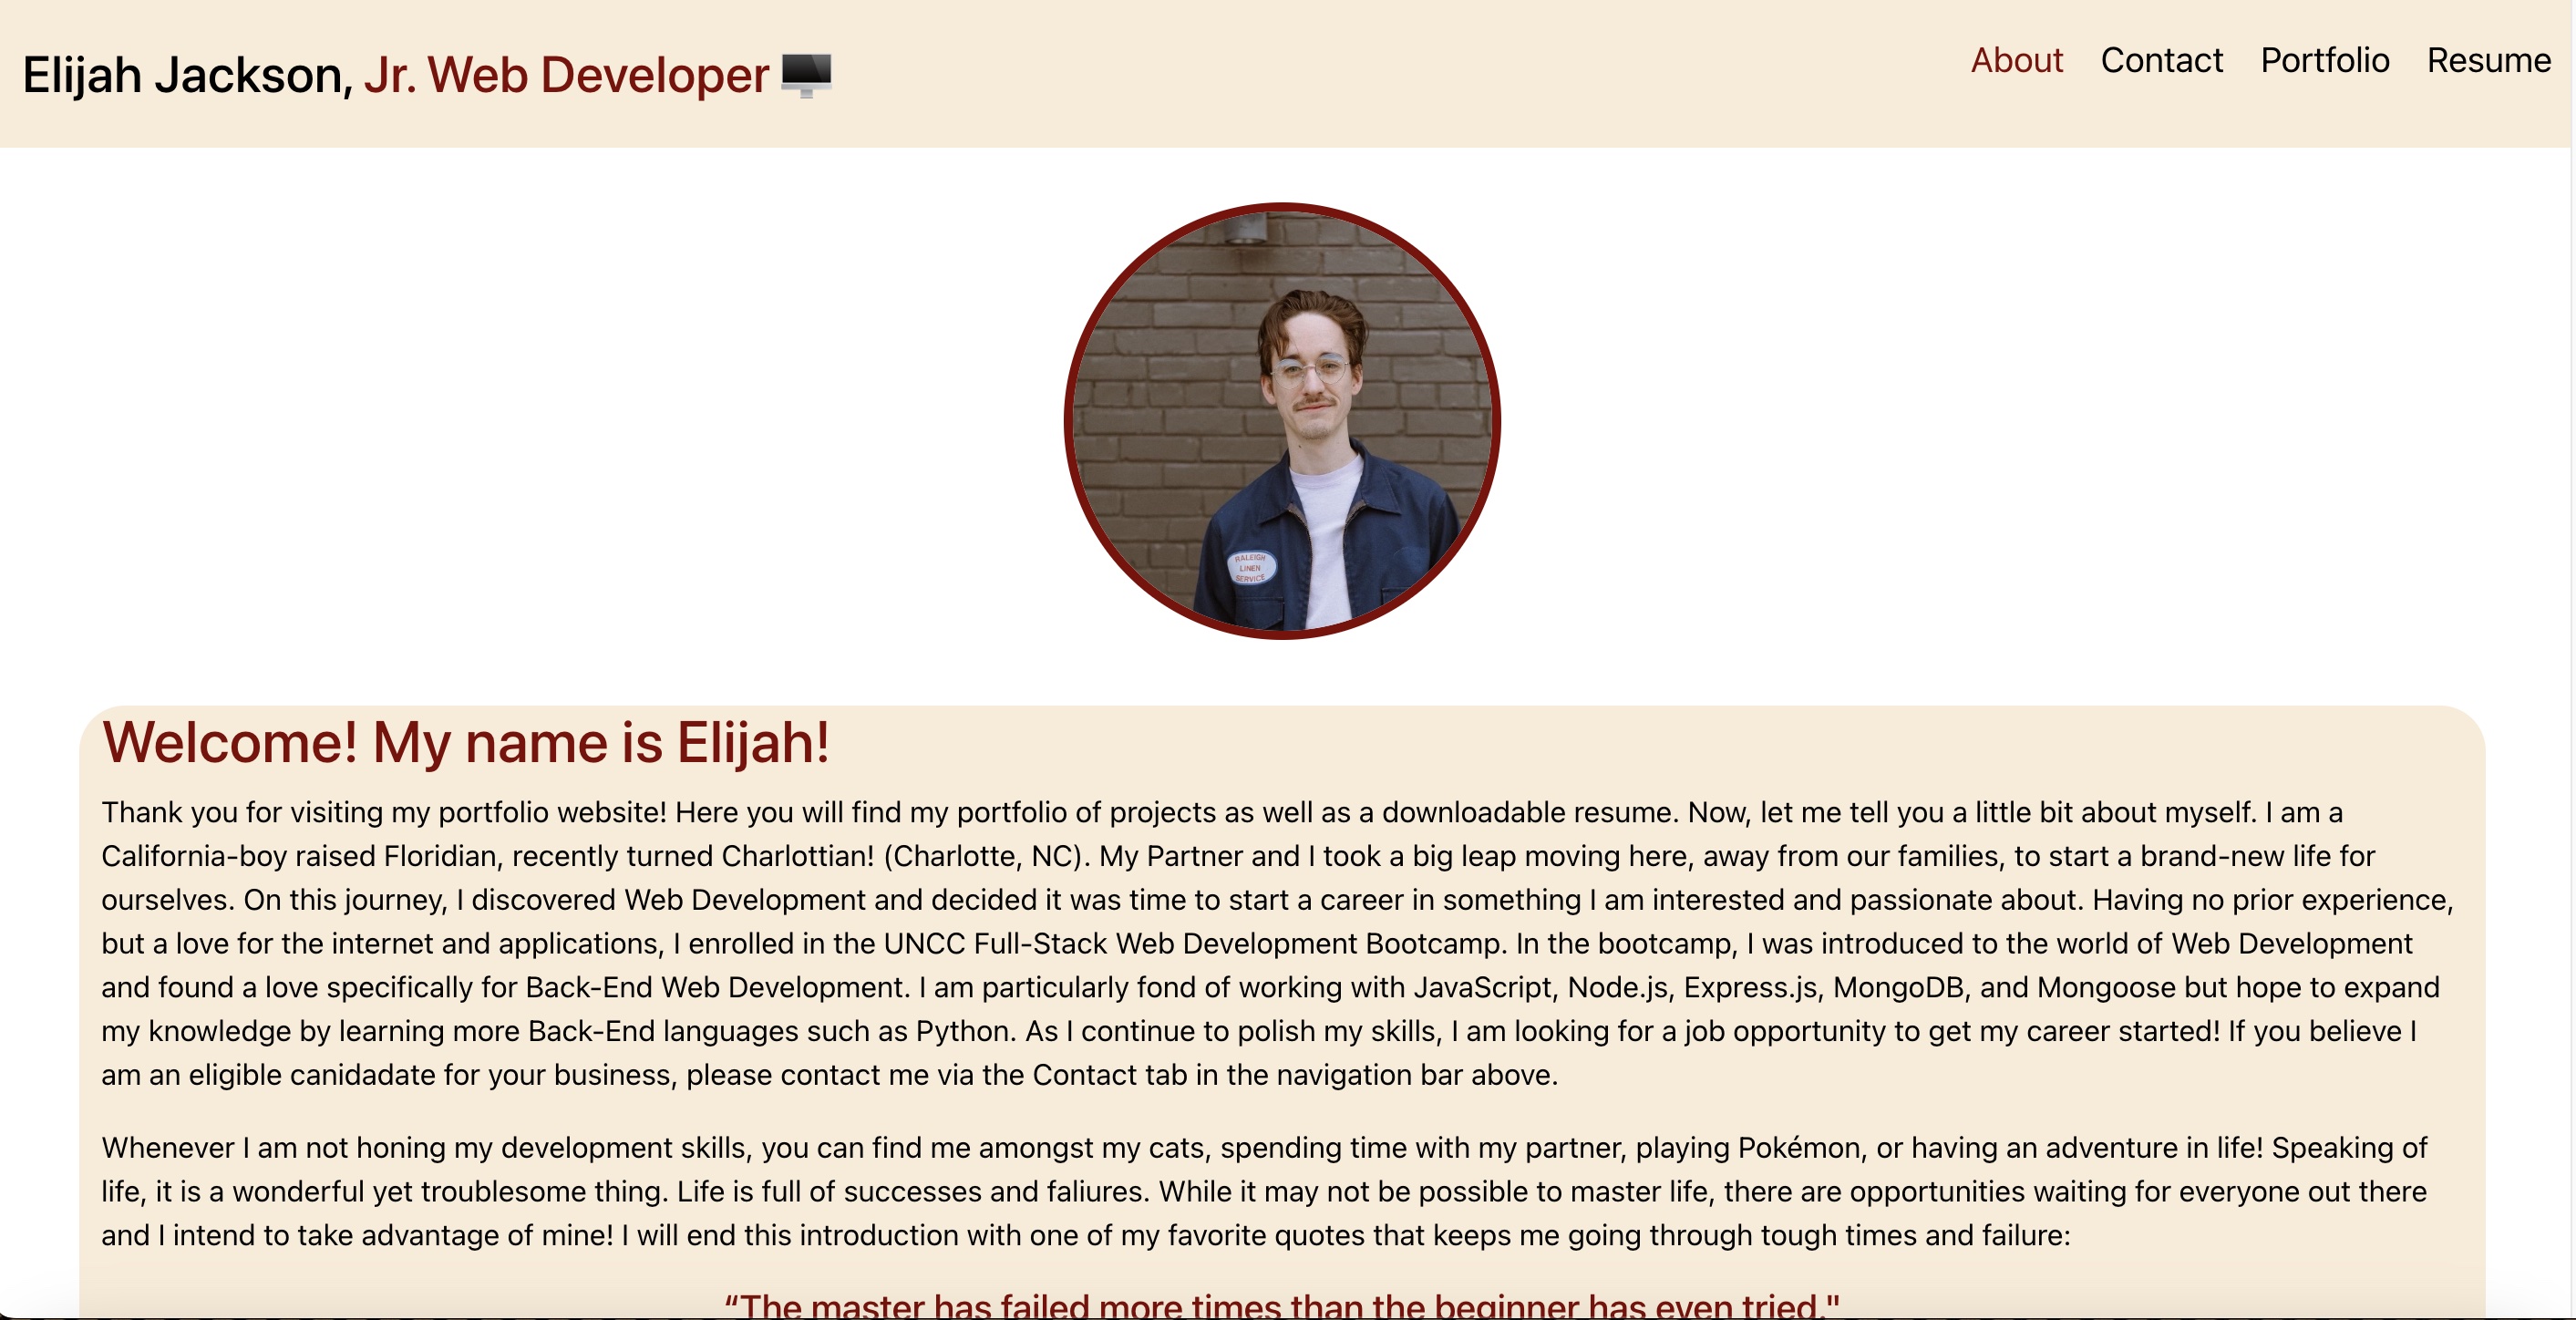 Elijah Jackson, Jr. Web Developer 🖥️
About Contact Portfolio Resume
RALEIGH
LINEN
SERVICE
Welcome! My name is Elijah!
Thank you for visiting my portfolio website! Here you will find my portfolio of projects as well as a downloadable resume. Now, let me tell you a little bit about myself. I am a
California-boy raised Floridian, recently turned Charlottian! (Charlotte, NC). My Partner and I took a big leap moving here, away from our families, to start a brand-new life for
ourselves. On this journey, I discovered Web Development and decided it was time to start a career in something I am interested and passionate about. Having no prior experience,
but a love for the internet and applications, I enrolled in the UNCC Full-Stack Web Development Bootcamp. In the bootcamp, I was introduced to the world of Web Development
and found a love specifically for Back-End Web Development. I am particularly fond of working with JavaScript, Node.js, Express.js, MongoDB, and Mongoose but hope to expand
my knowledge by learning more Back-End languages such as Python. As I continue to polish my skills, I am looking for a job opportunity to get my career started! If you believe I
am an eligible canidadate for your business, please contact me via the Contact tab in the navigation bar above.
Whenever I am not honing my development skills, you can find me amongst my cats, spending time with my partner, playing Pokémon, or having an adventure in life! Speaking of
life, it is a wonderful yet troublesome thing. Life is full of successes and faliures. While it may not be possible to master life, there are opportunities waiting for everyone out there
and I intend to take advantage of mine! I will end this introduction with one of my favorite quotes that keeps me going through tough times and failure:
“The master has failed more times than the beginner has even tried."